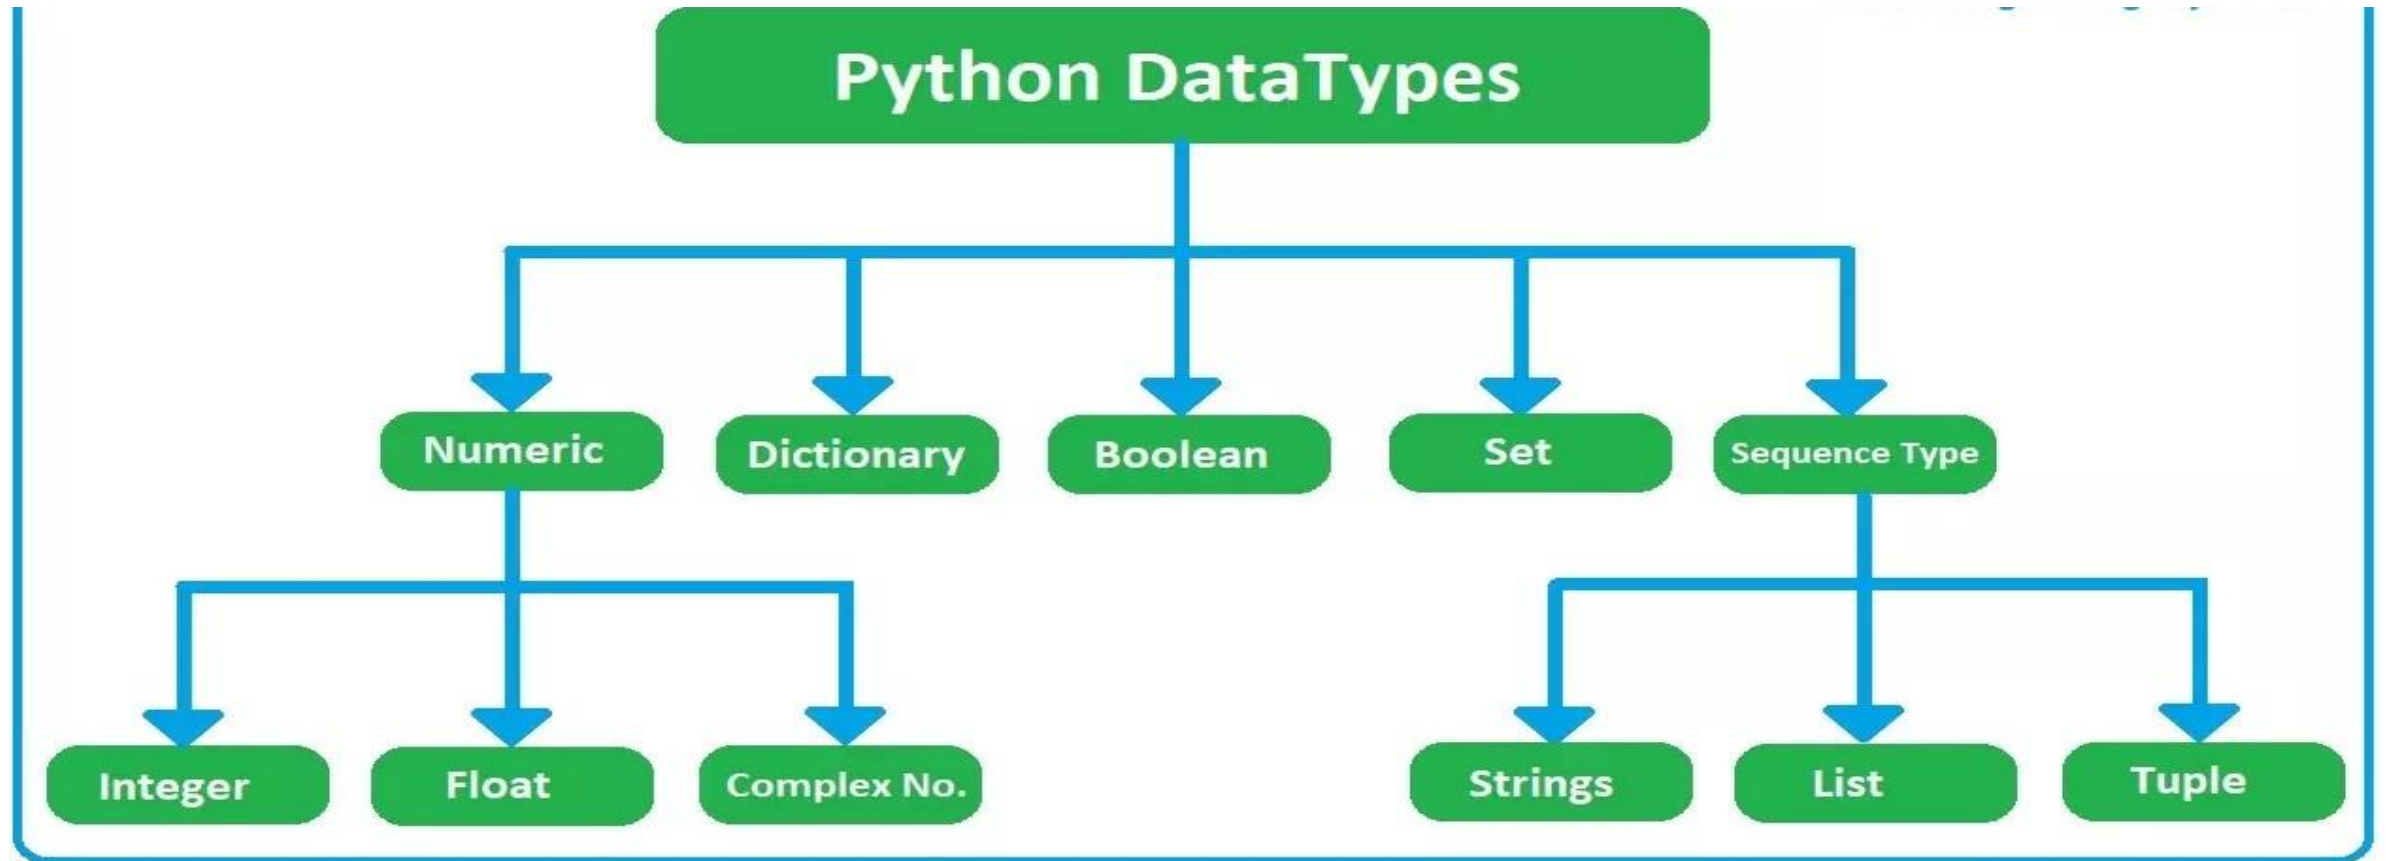 Python DataTypes
Numeric
Dictionary
Boolean
Set
Sequence Type
Integer
Float
Complex No.
Strings
List
Tuple